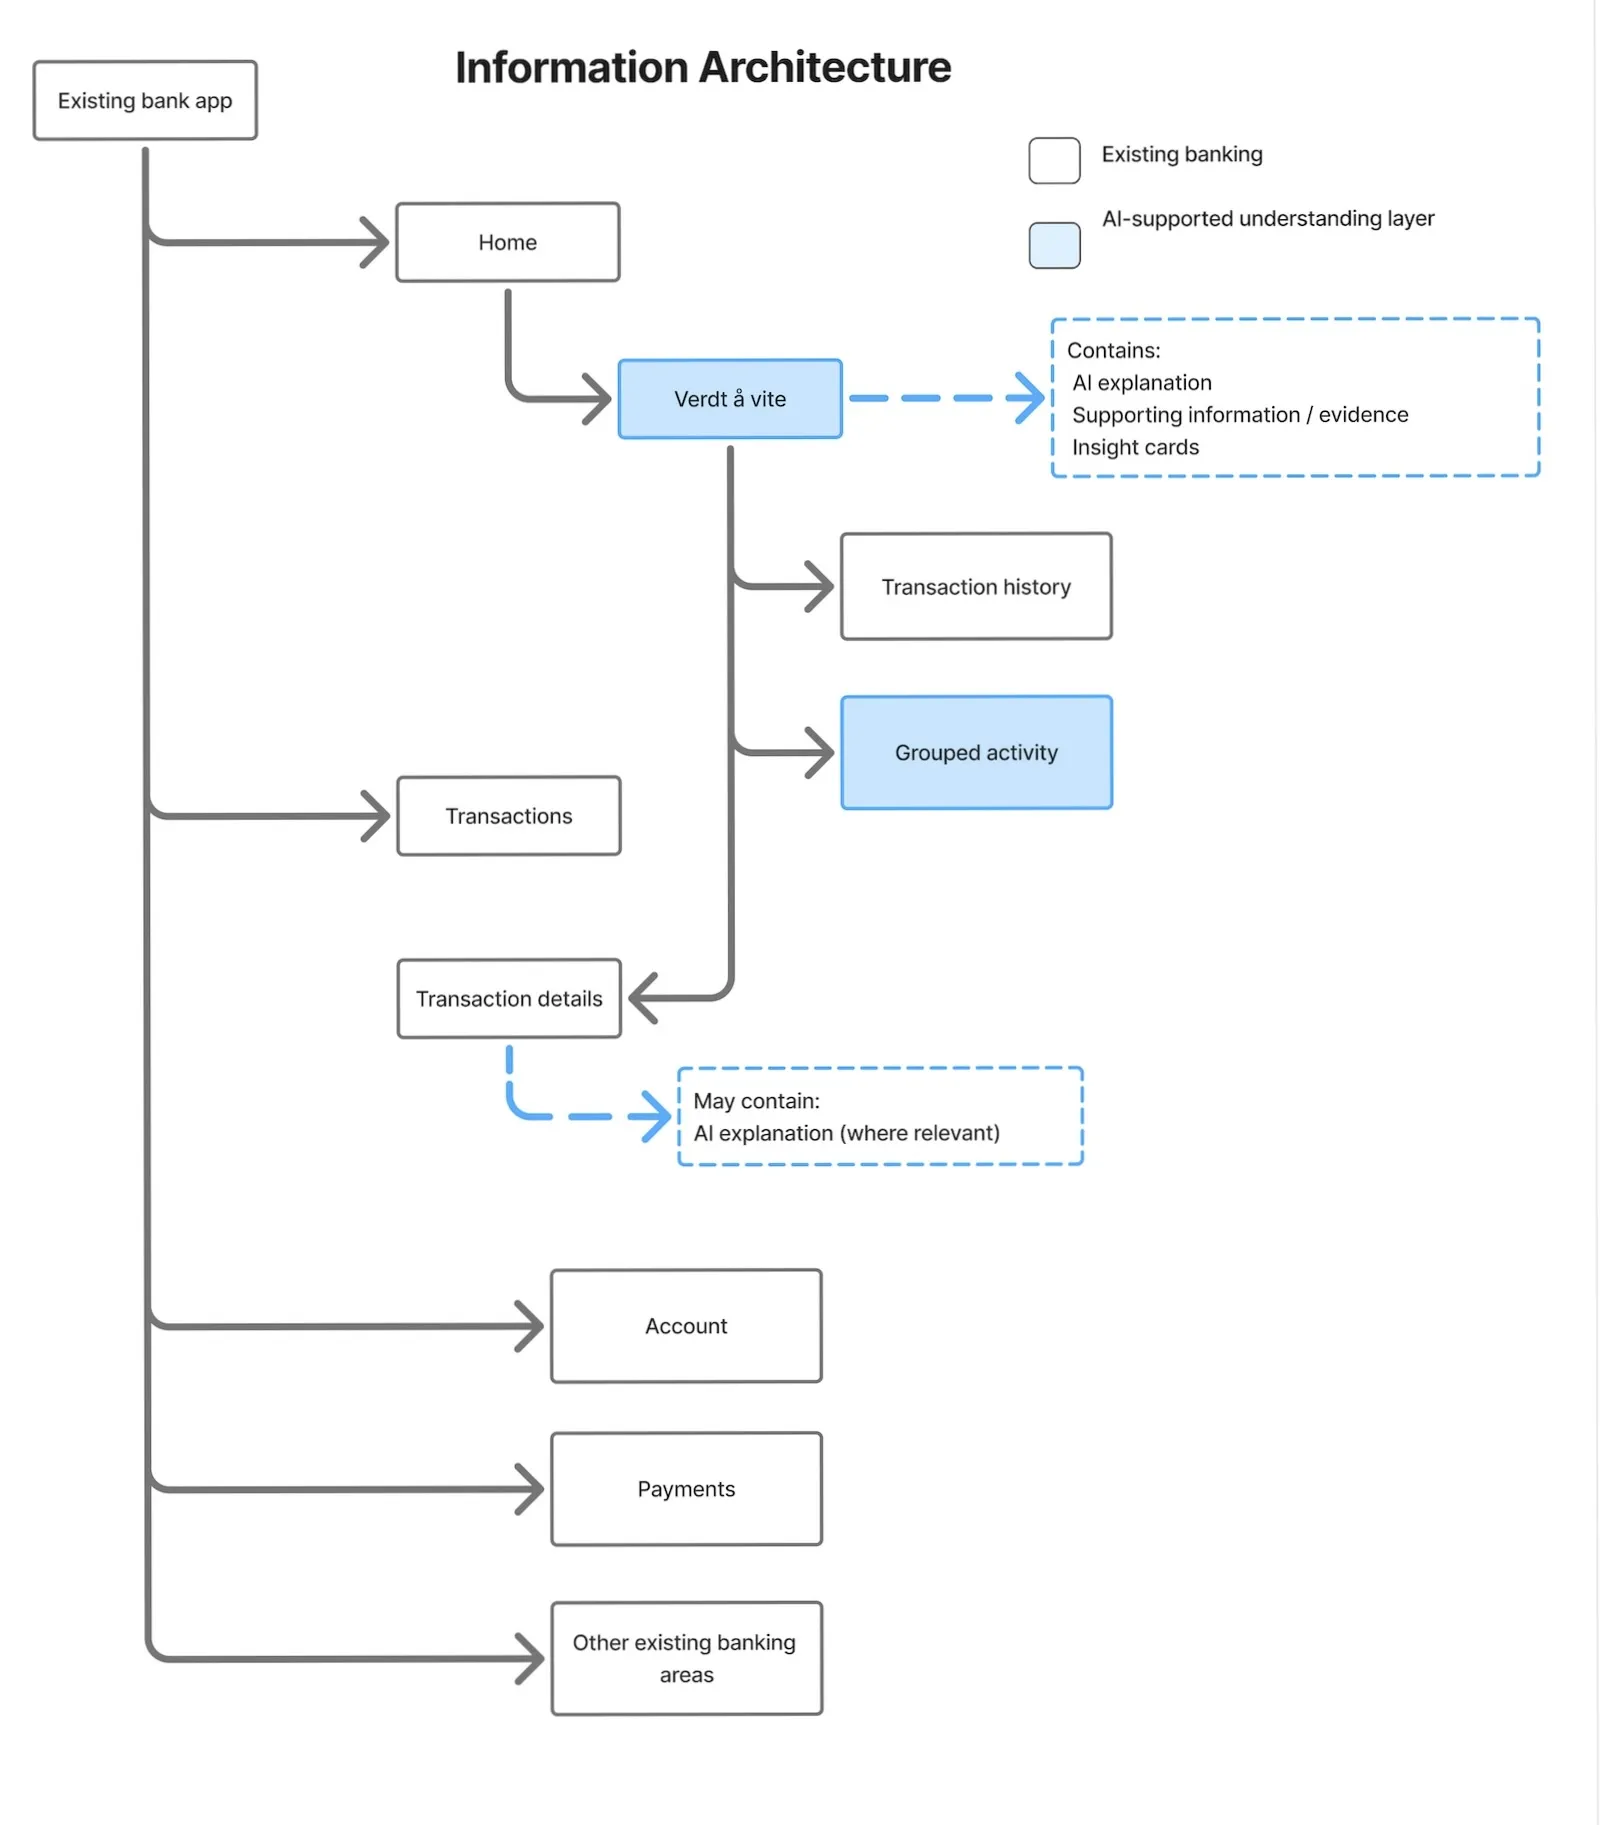 Information Architecture
Existing bank app
Existing banking
AI-supported understanding layer
Home
Verdt å vite
Contains:
AI explanation
Supporting information / evidence
Insight cards
Transaction history
Grouped activity
Transactions
Transaction details
May contain:
AI explanation (where relevant)
Account
Payments
Other existing banking
areas